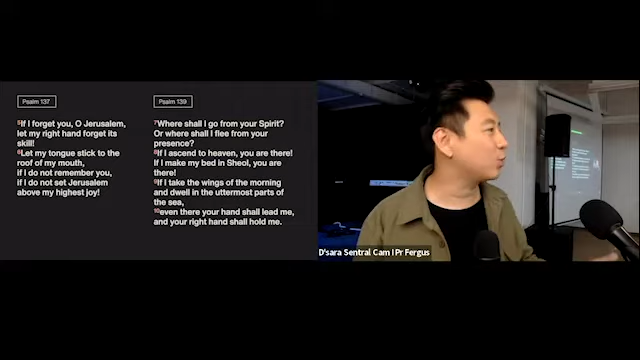 Psalm 137
5If I forget you, O Jerusalem,
let my right hand forget its
skill!
6Let my tongue stick to the
roof of my mouth,
if I do not remember you,
if I do not set Jerusalem
above my highest joy!
Psalm 139
7Where shall I go from your Spirit?
Or where shall I flee from your
presence?
8If I ascend to heaven, you are there!
If I make my bed in Sheol, you are
there!
9If I take the wings of the morning
and dwell in the uttermost parts of
the sea,
10even there your hand shall lead me,
and your right hand shall hold me.
D'sara Sentral Cam I Pr Fergus